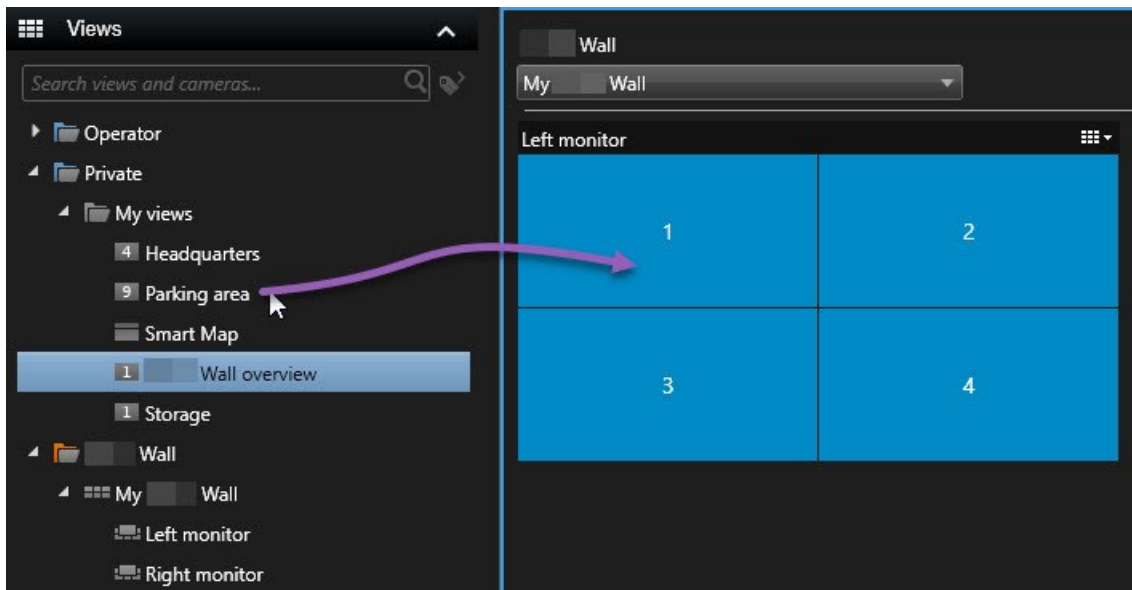 Views
Search views and cameras...
Operator
Private
My views
4 Headquarters
9 Parking area
Smart Map
1 Wall overview
1 Storage
Wall
My Wall
Left monitor
Right monitor
Wall
My Wall
Left monitor
1 2
3 4